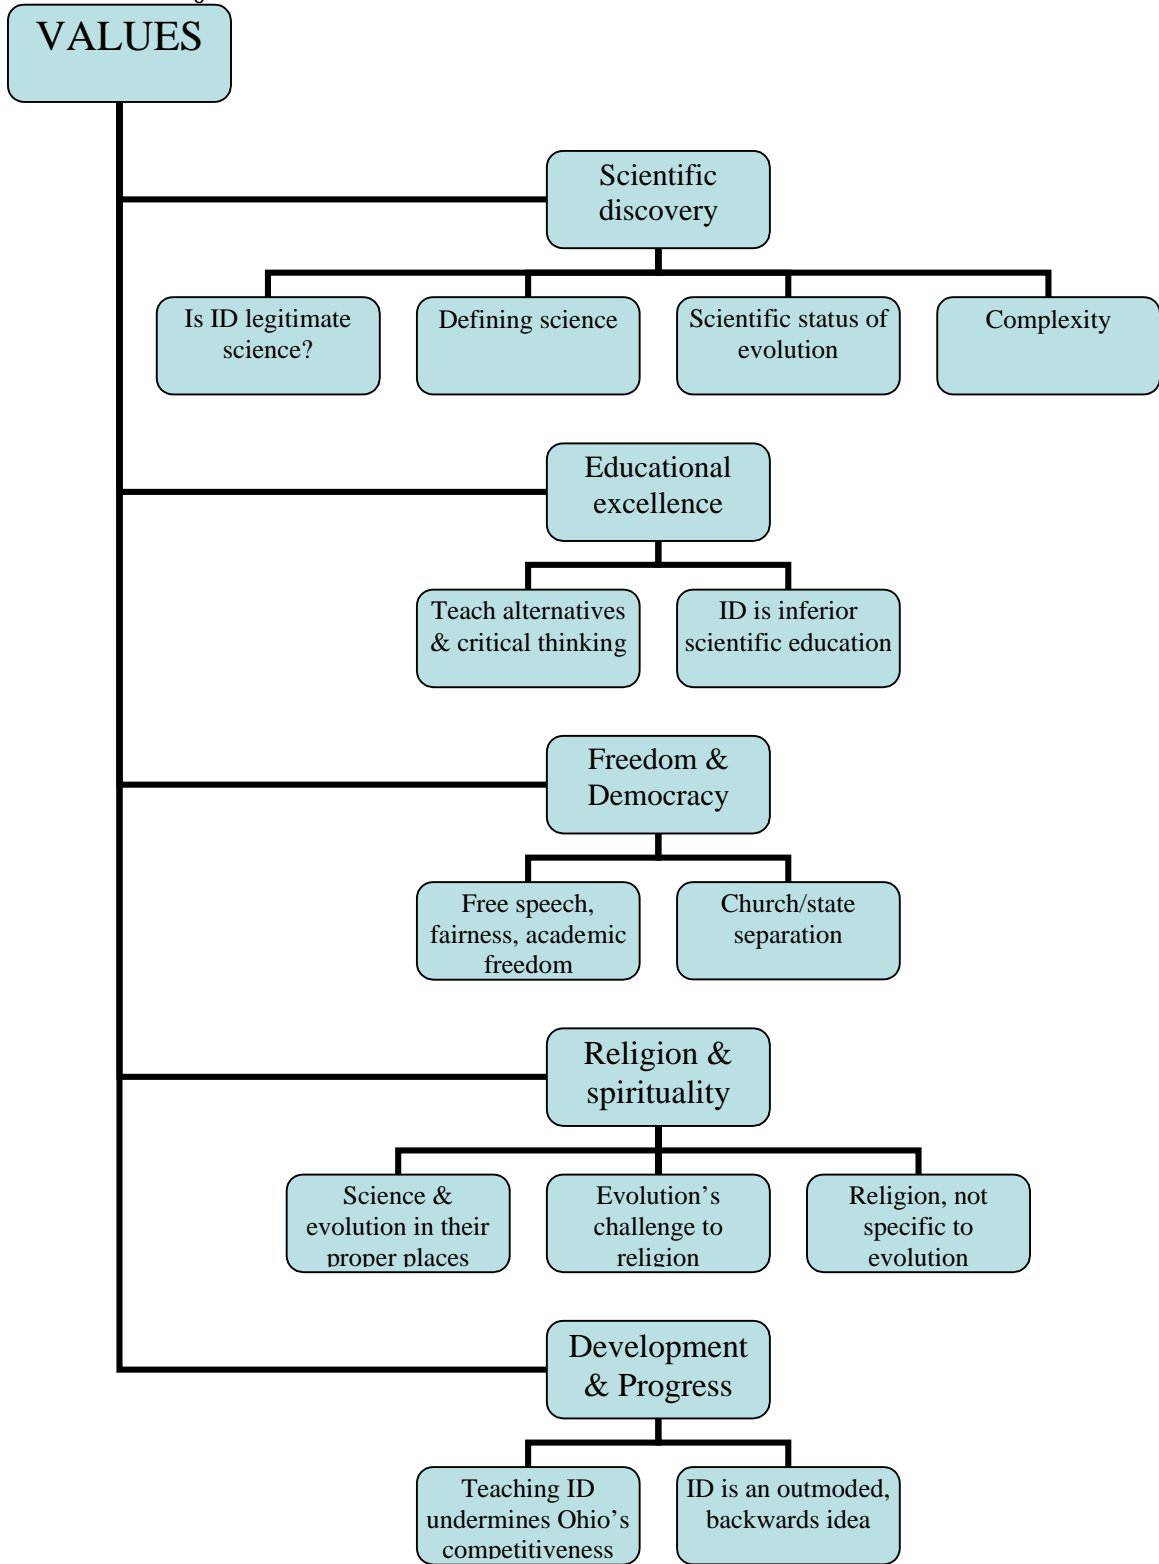 VALUES
Scientific
discovery
Is ID legitimate
science?
Defining science
Scientific status of
evolution
Complexity
Educational
excellence
Teach alternatives
& critical thinking
ID is inferior
scientific education
Freedom &
Democracy
Free speech,
fairness, academic
freedom
Church/state
separation
Religion &
spirituality
Science &
evolution in their
proper places
Evolution’s
challenge to
religion
Religion, not
specific to
evolution
Development
& Progress
Teaching ID
undermines Ohio’s
competitiveness
ID is an outmoded,
backwards idea